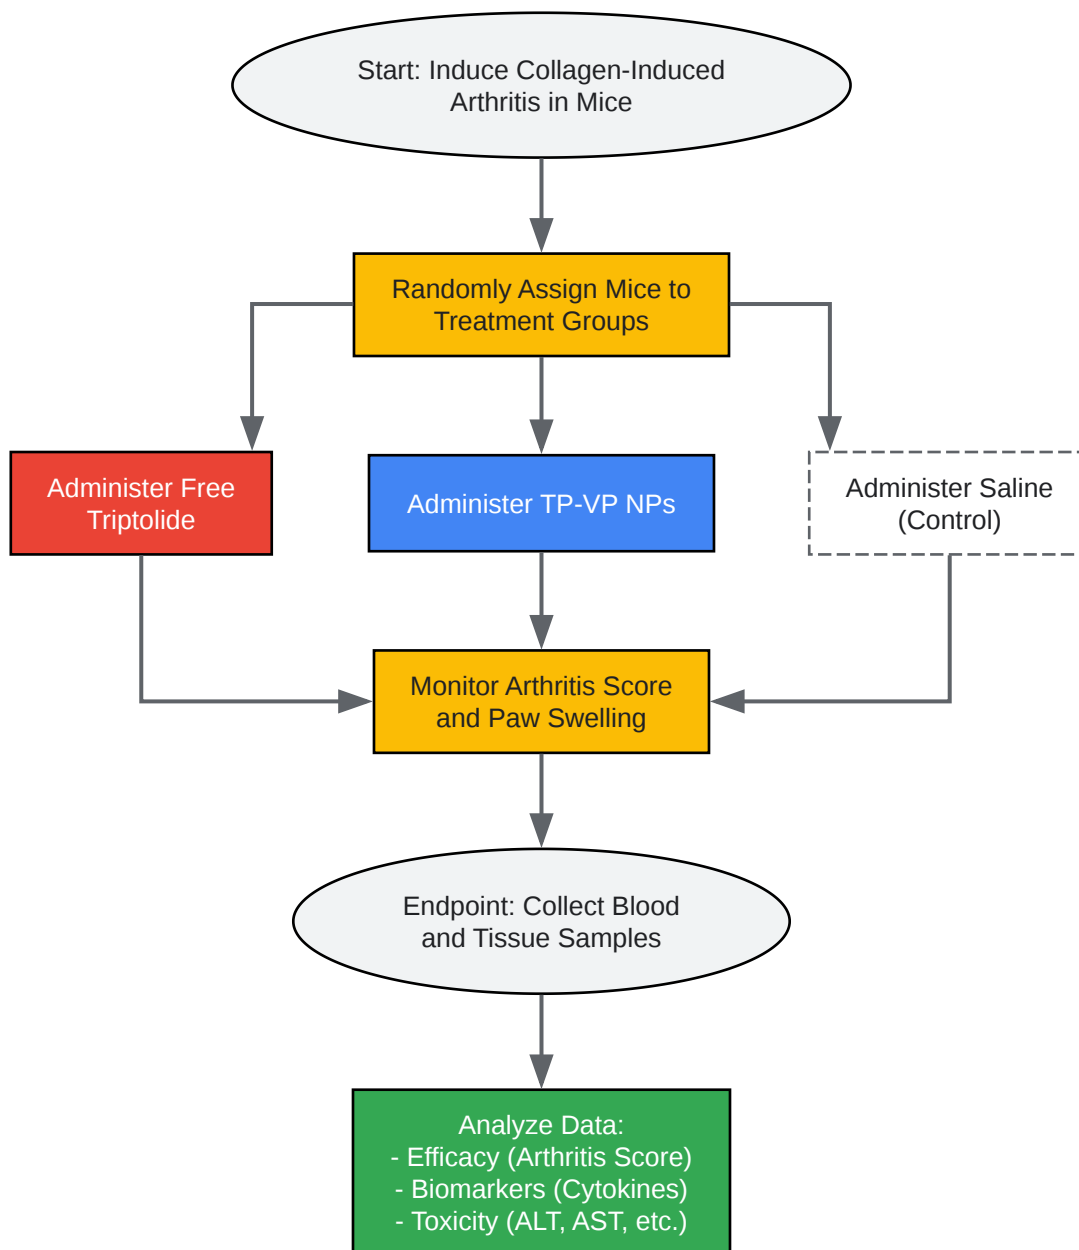 Start: Induce Collagen-Induced
Arthritis in Mice
Randomly Assign Mice to
Treatment Groups
Administer Free
Triptolide
Administer TP-VP NPs
Administer Saline
(Control)
Monitor Arthritis Score
and Paw Swelling
Endpoint: Collect Blood
and Tissue Samples
Analyze Data:
- Efficacy (Arthritis Score)
- Biomarkers (Cytokines)
- Toxicity (ALT, AST, etc.)